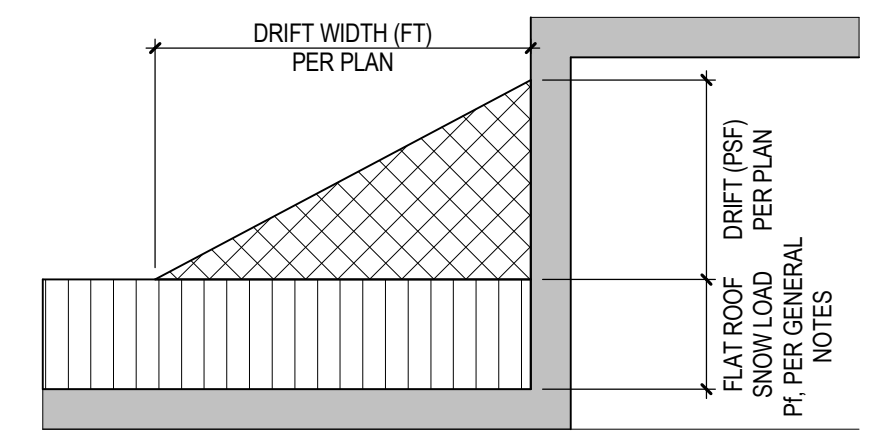 DRIFT WIDTH (FT)
PER PLAN
DRIFT (PSF)
PER PLAN
FLAT ROOF
SNOW LOAD
Pf, PER GENERAL
NOTES